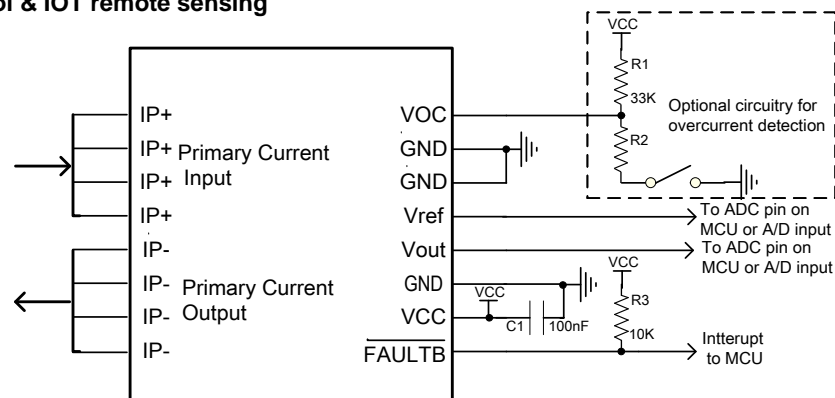 ol & IOT remote sensing
VCC
R1
33K
Optional circuitry for
overcurrent detection
R2
IP+
IP+
IP+
IP+
Primary Current
Input
IP-
IP-
IP-
IP-
Primary Current
Output
VOC
GND
GND
Vref
Vout
GND
VCC
FAULTB
To ADC pin on
MCU or A/D input
To ADC pin on
MCU or A/D input
VCC
C1
100nF
VCC
R3
10K
Intterupt
to MCU